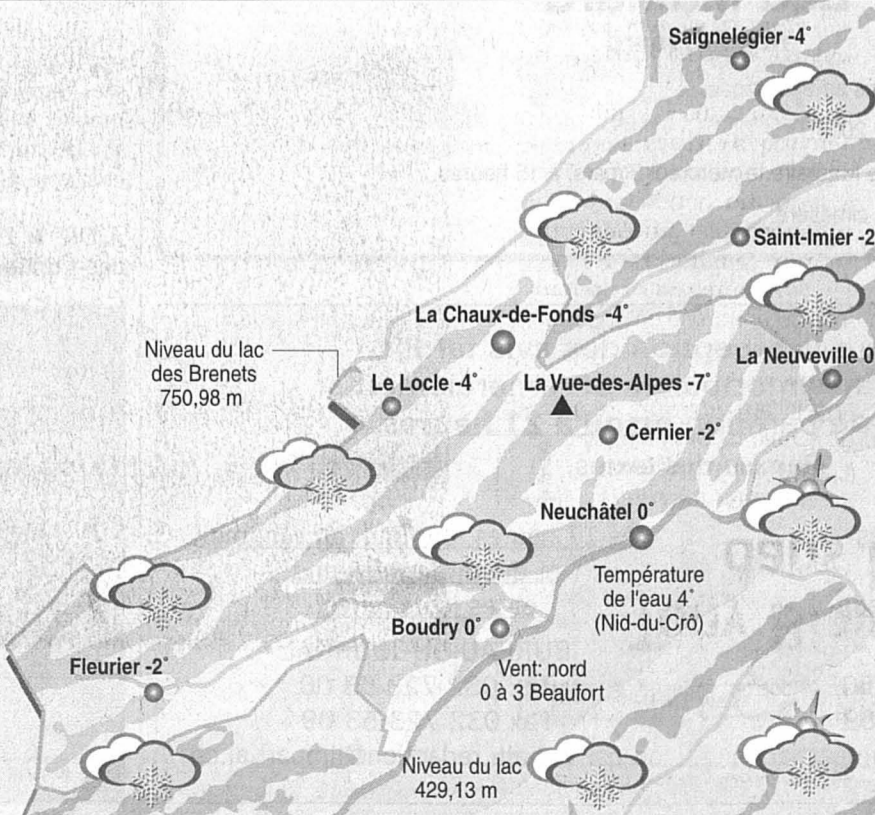 Saignelégier -4°
Saint-Imier -2
La Chaux-de-Fonds -4°
Niveau du lac
des Brenets
750,98 m
La Neuveville 0
Le Locle -4°
La Vue-des-Alpes -7°
Cernier -2°
Neuchâtel 0°
Température
de l'eau 4°
(Nid-du-Crô)
Boudry 0°
Fleurier -2°
Vent: nord
0 à 3 Beaufort
Niveau du lac
429,13 m